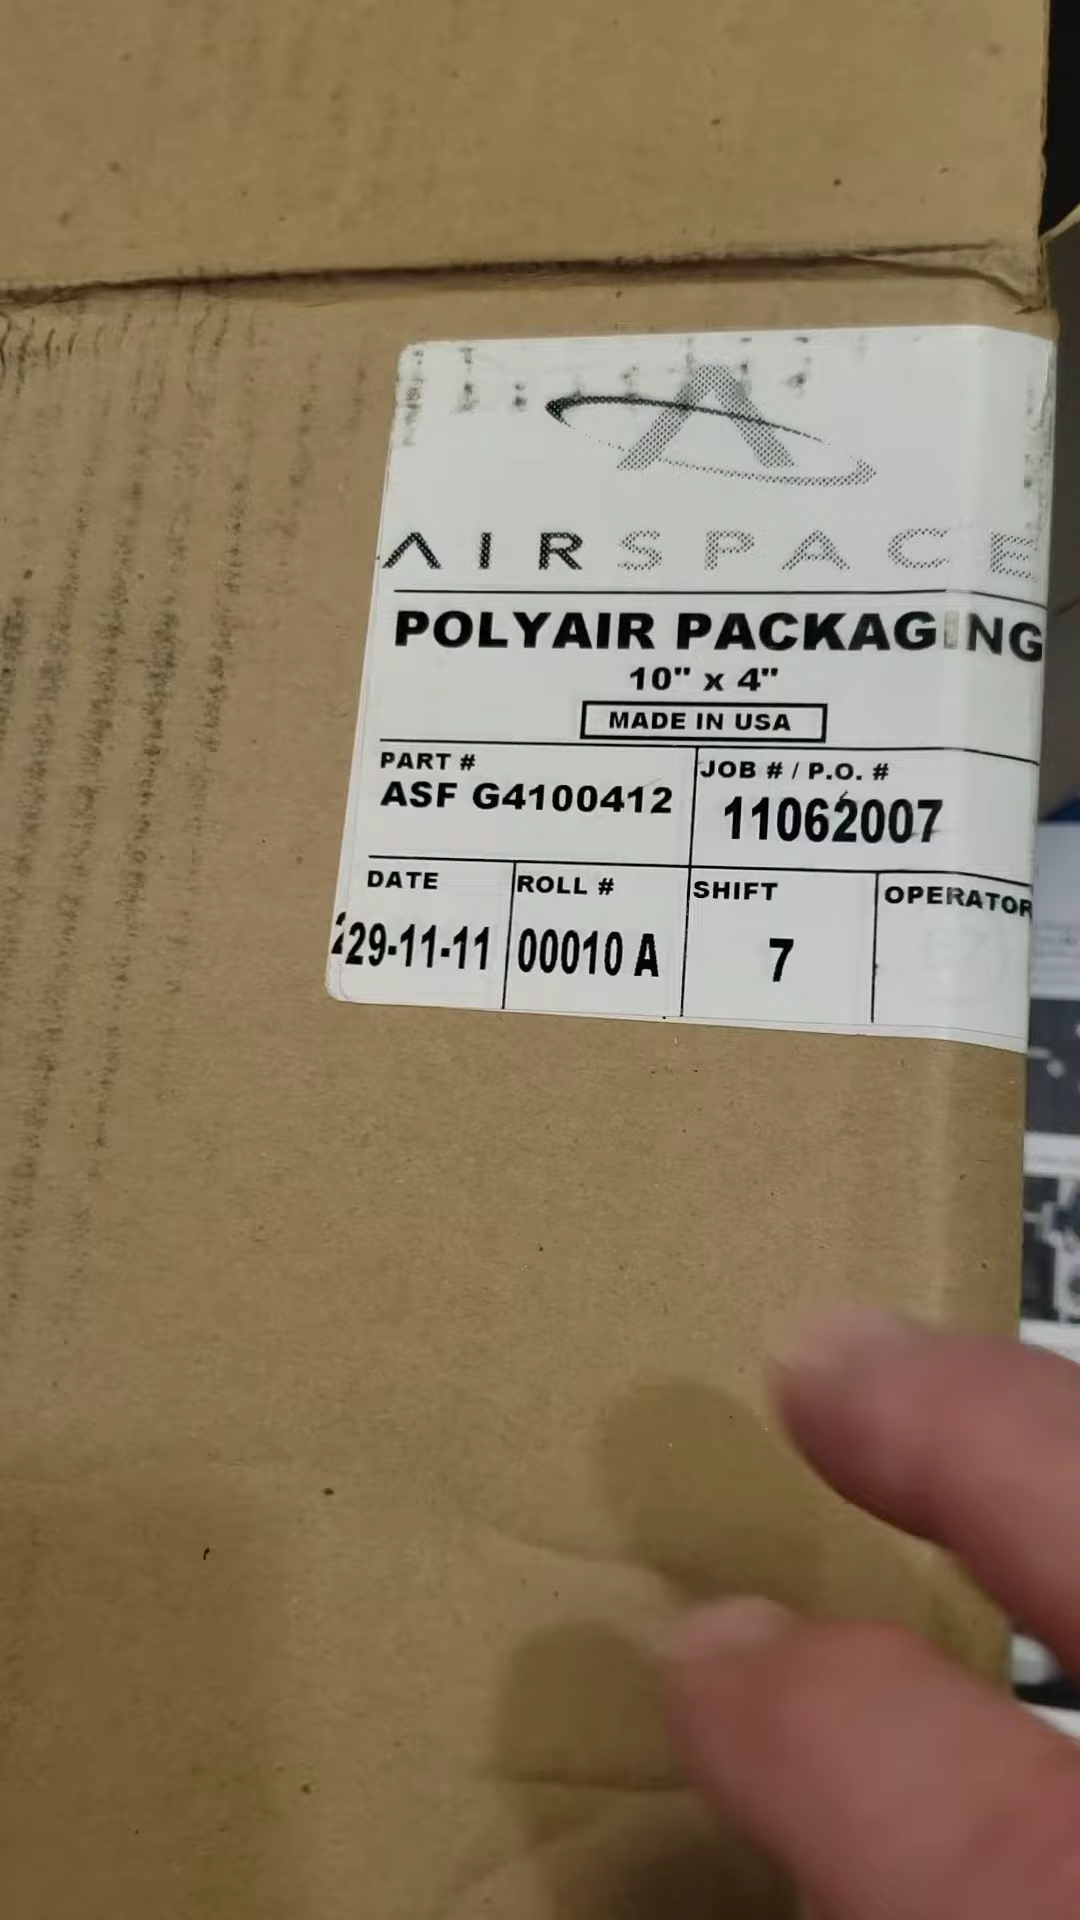 AIRSPACE
POLYAIR PACKAGING
10" x 4"
MADE IN USA
PART #
ASF G4100412
JOB # / P.O. #
11062007
DATE
29-11-11
ROLL #
00010 A
SHIFT
7
OPERATOR